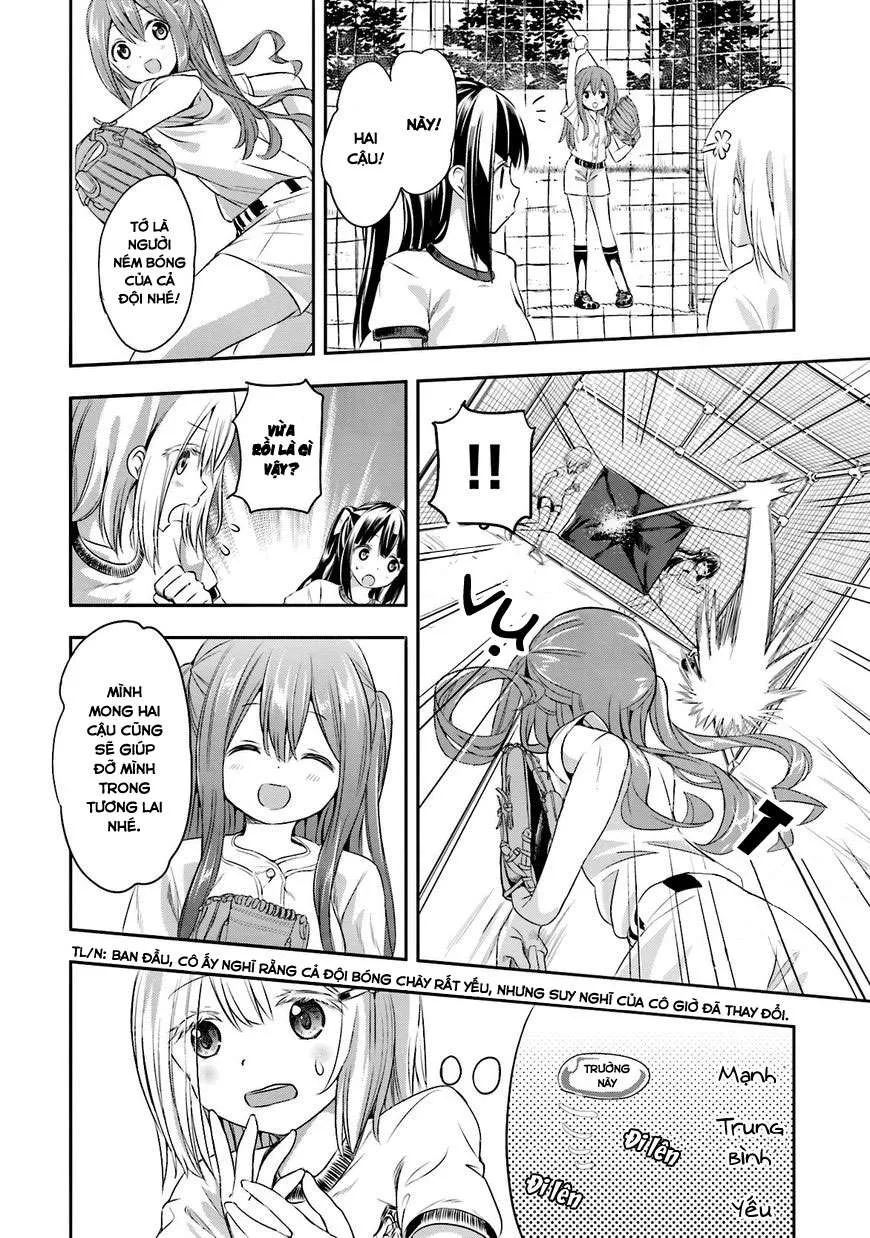 NÀY!
HAI
CẬU!
TỚ LÀ
NGƯỜI
NÉM BÓNG
CỦA CẢ
ĐỘI NHÉ!
!!
VỤT
VỪA
RỒI LÀ GÌ
VẬY?
MÌNH
MONG HAI
CẬU CŨNG
SẼ GIÚP
ĐỠ MÌNH
TRONG
TƯƠNG LAI
NHÉ.
TL/N: BAN ĐẦU, CÔ ẤY NGHĨ RẰNG CẢ ĐỘI BÓNG CHÀY RẤT YẾU, NHƯNG SUY NGHĨ CỦA CÔ GIỜ ĐÃ THAY ĐỔI.
TRƯỜNG
NÀY
Mạnh
Trung
Bình
Yếu
Đi lên
Đi lên